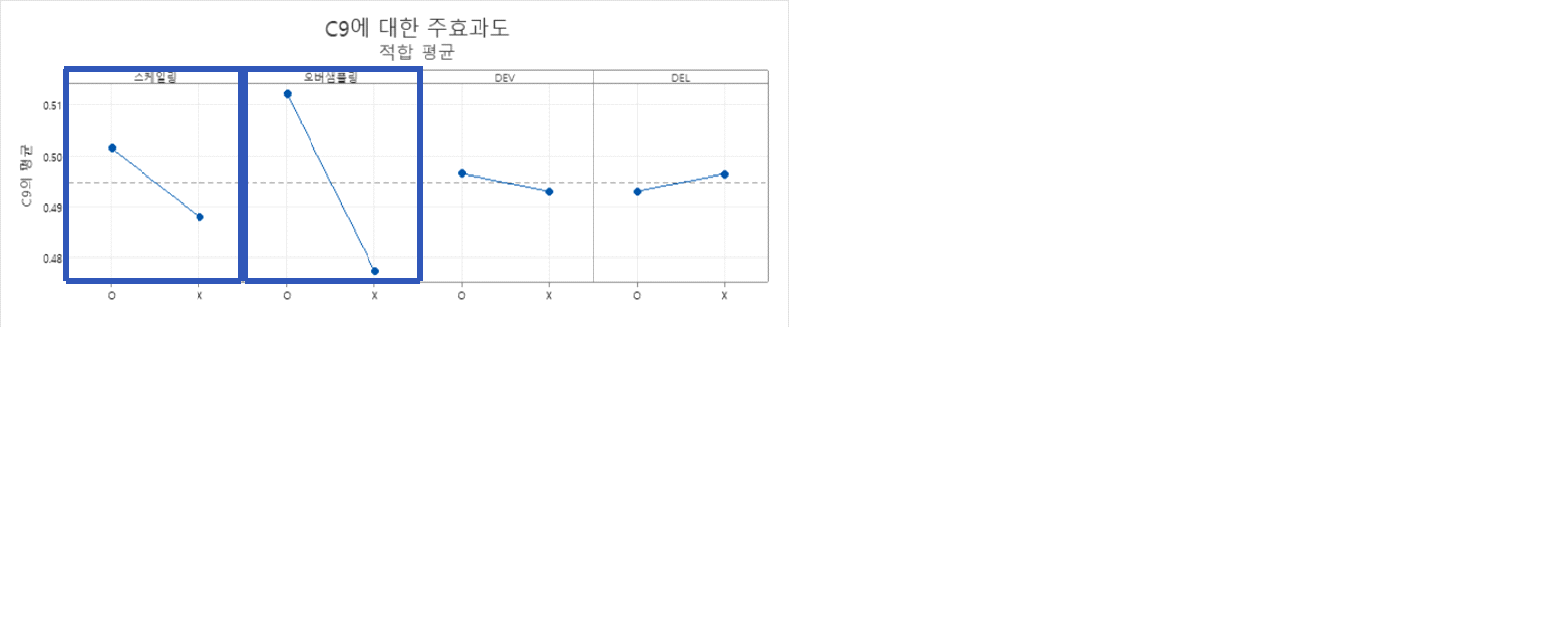 C9에 대한 주효과도
적합 평균
스케일링 오버샘플링 DEV DEL
C9의 평균
0.51
0.50
0.49
0.48
O X O X O X O X